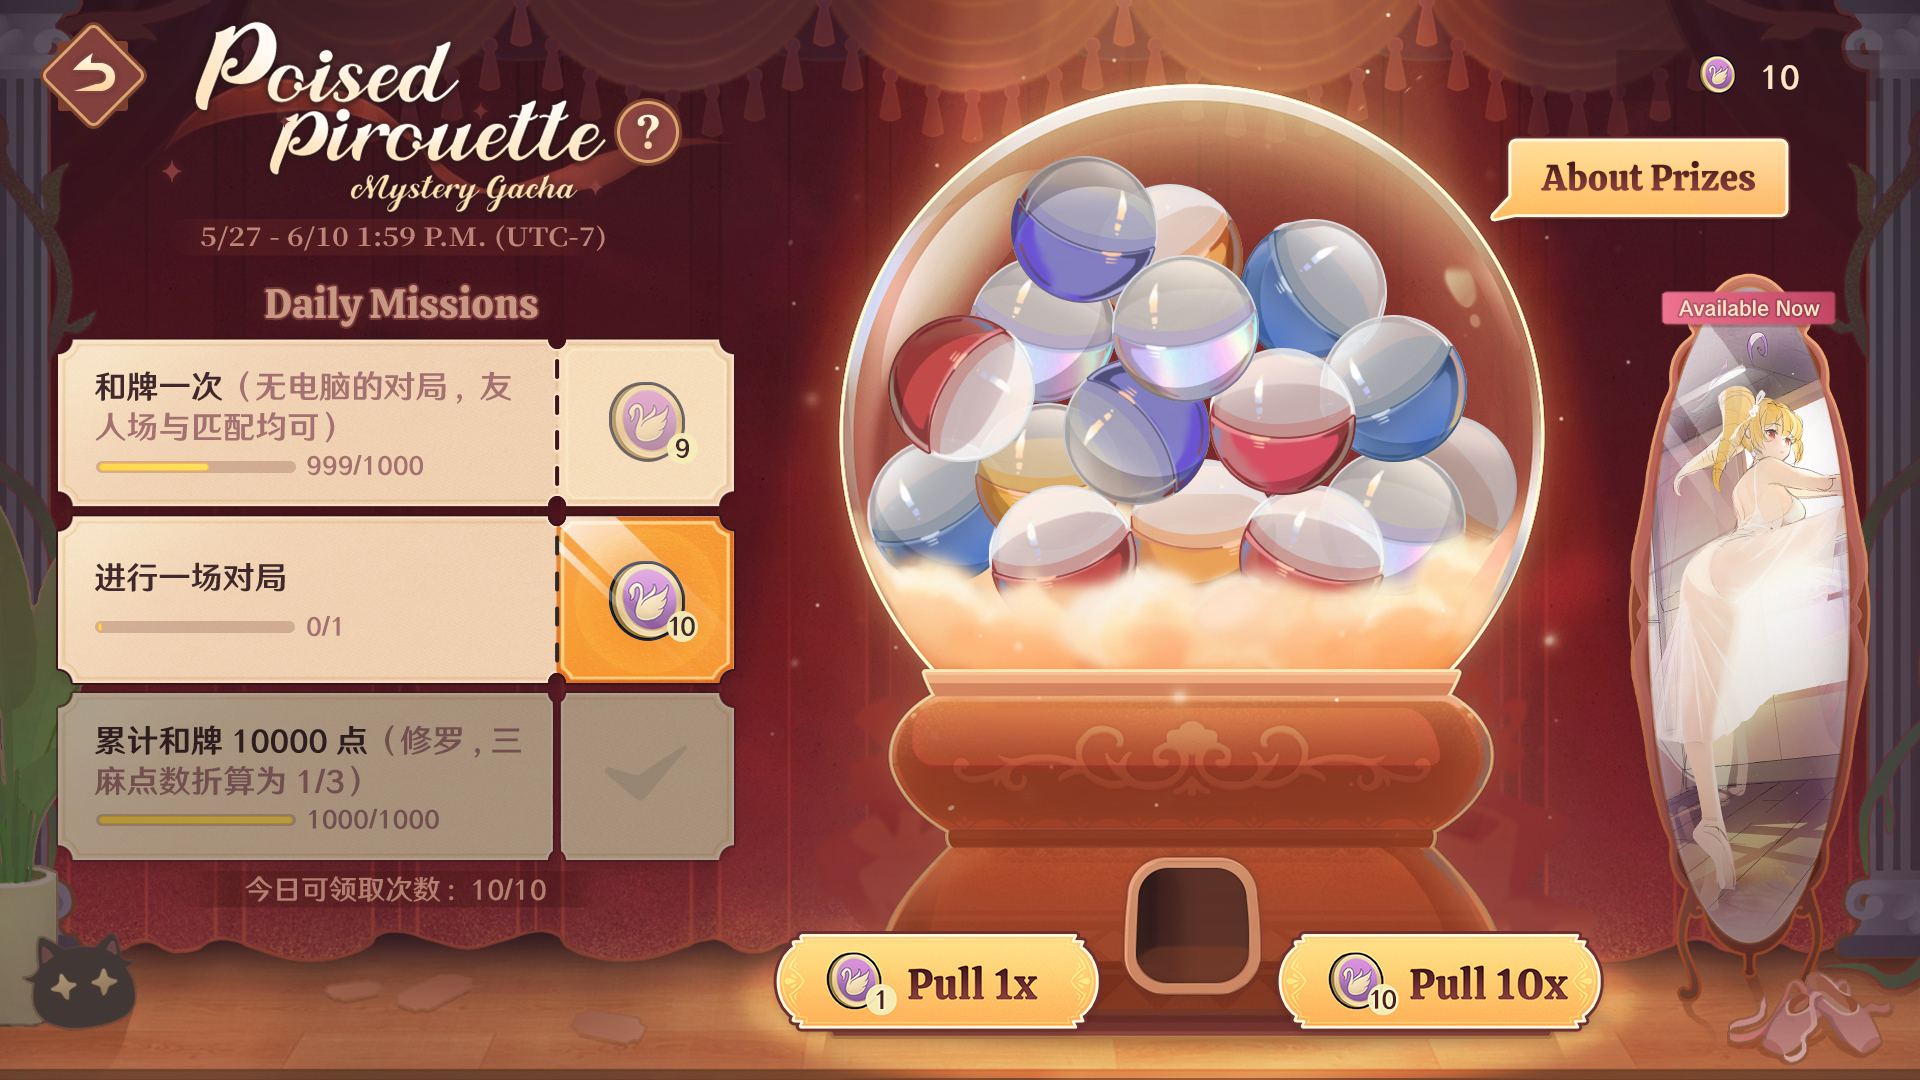 Poised
Pirouette
?
Mystery Gacha
5/27 - 6/10 1:59 P.M. (UTC-7)
10
About Prizes
Daily Missions
Available Now
和牌一次（无电脑的对局，友
人场与匹配均可）
999/1000
9
进行一场对局
0/1
10
累计和牌 10000 点（修罗，三
麻点数折算为 1/3）
1000/1000
今日可领取次数：10/10
1
Pull 1x
10
Pull 10x